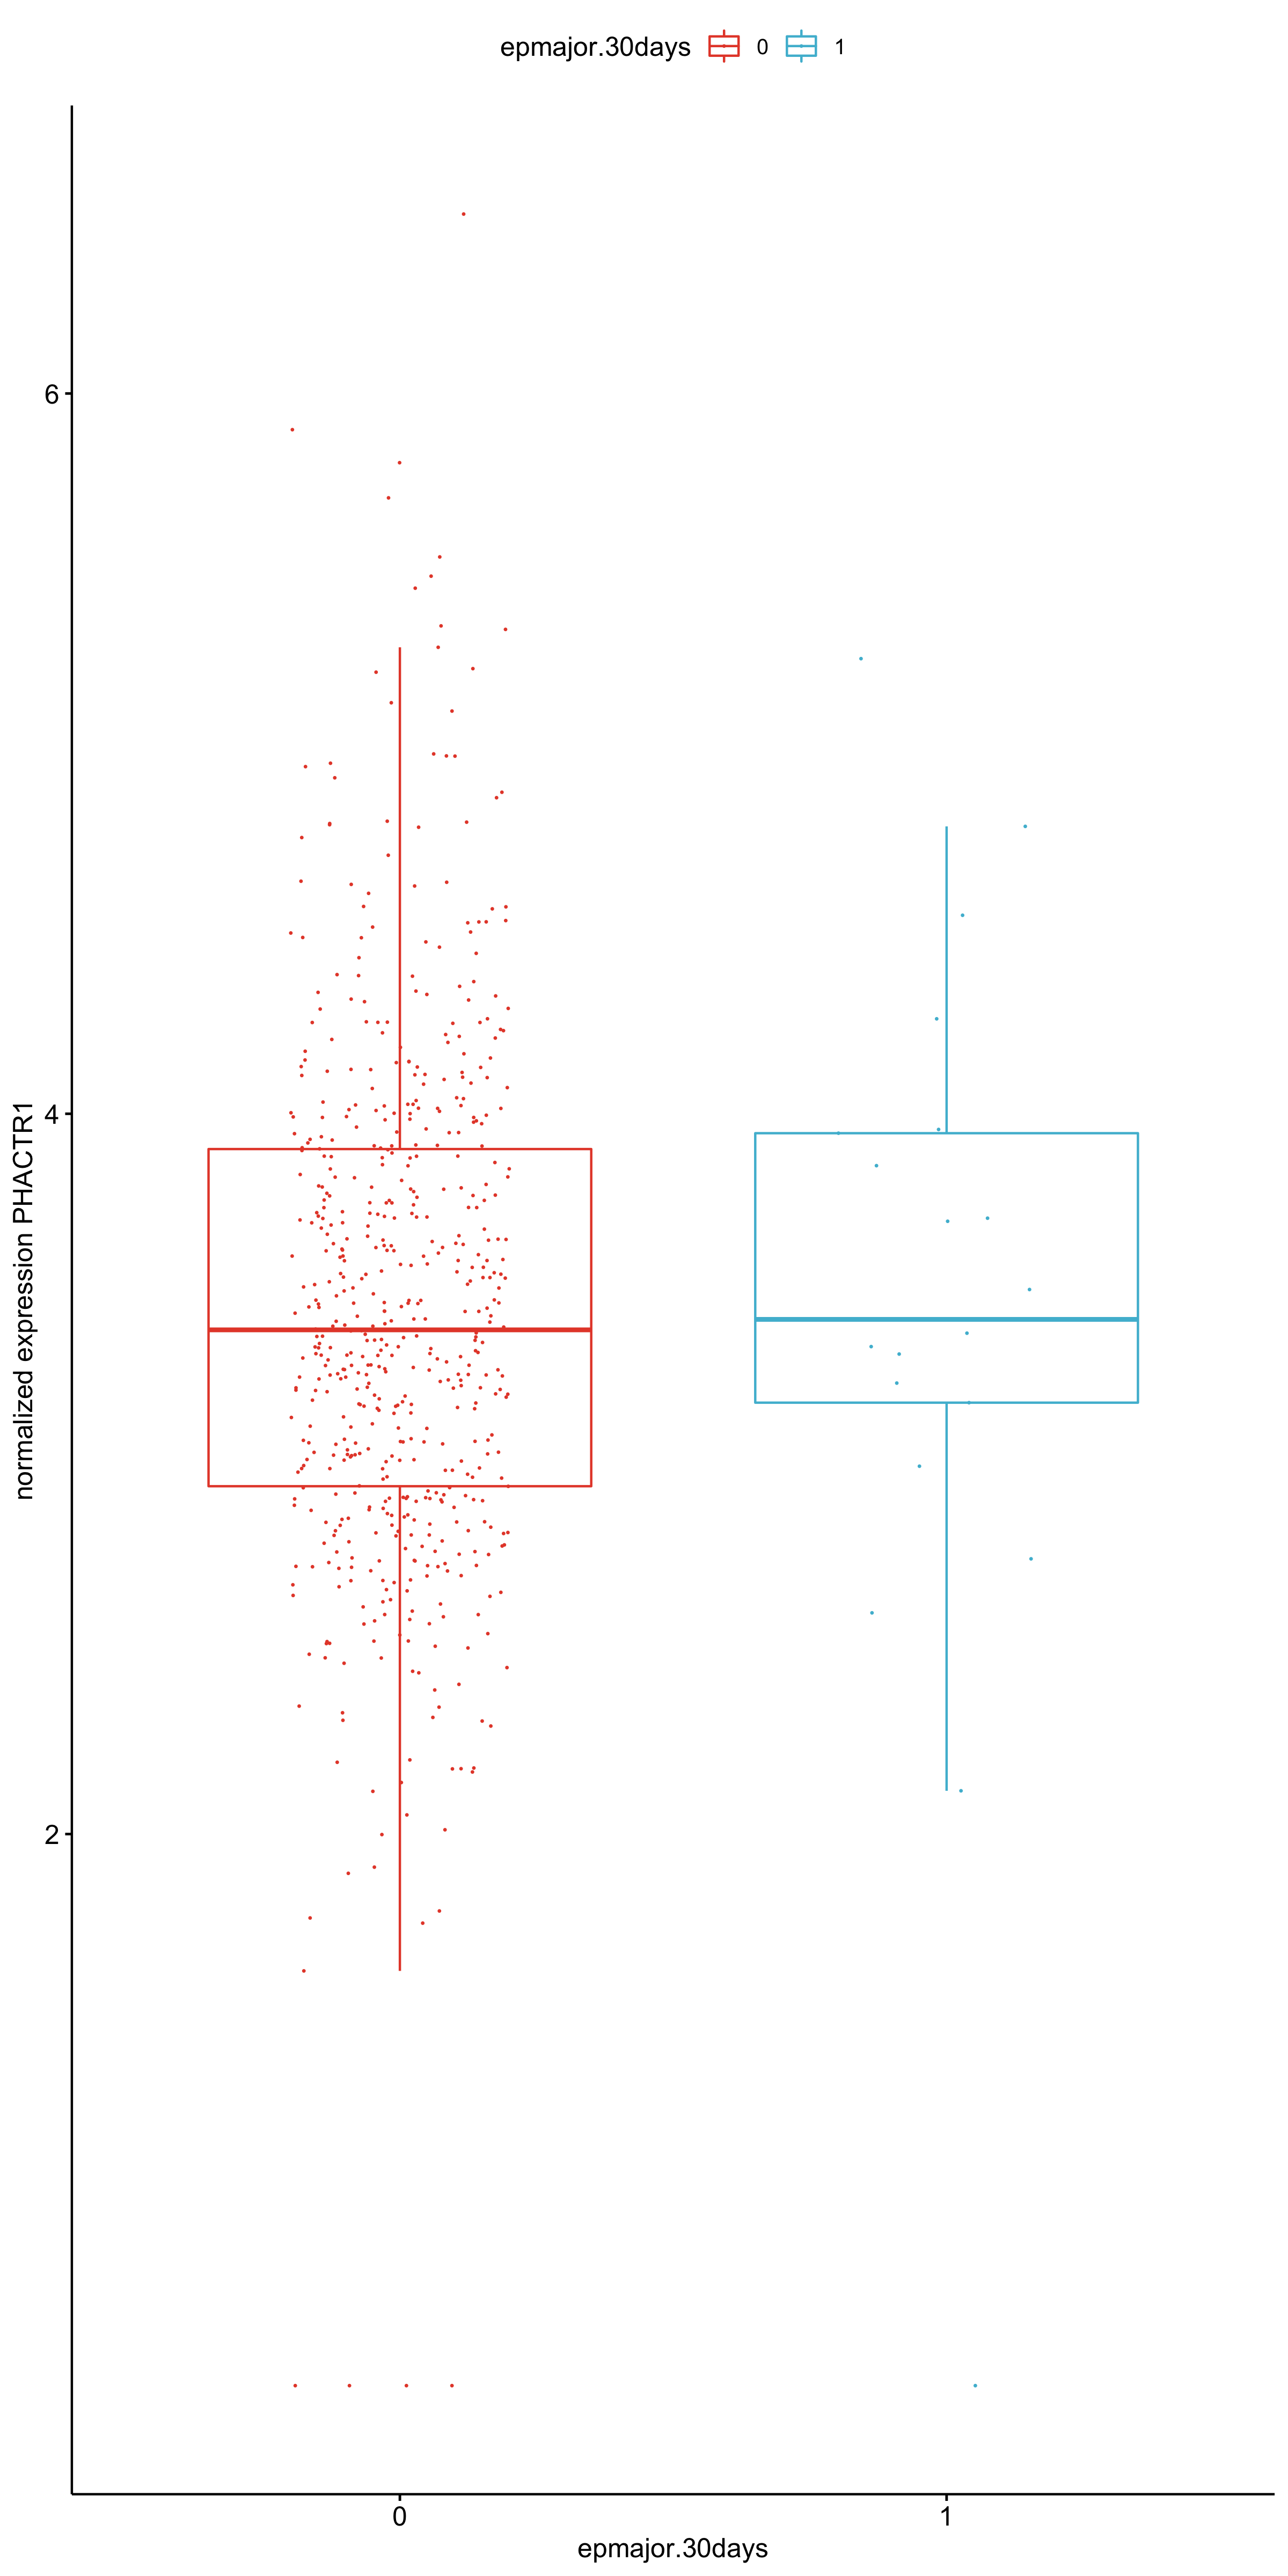 epmajor.30days 0 1
6
4
2
normalized expression PHACTR1
0 1
epmajor.30days